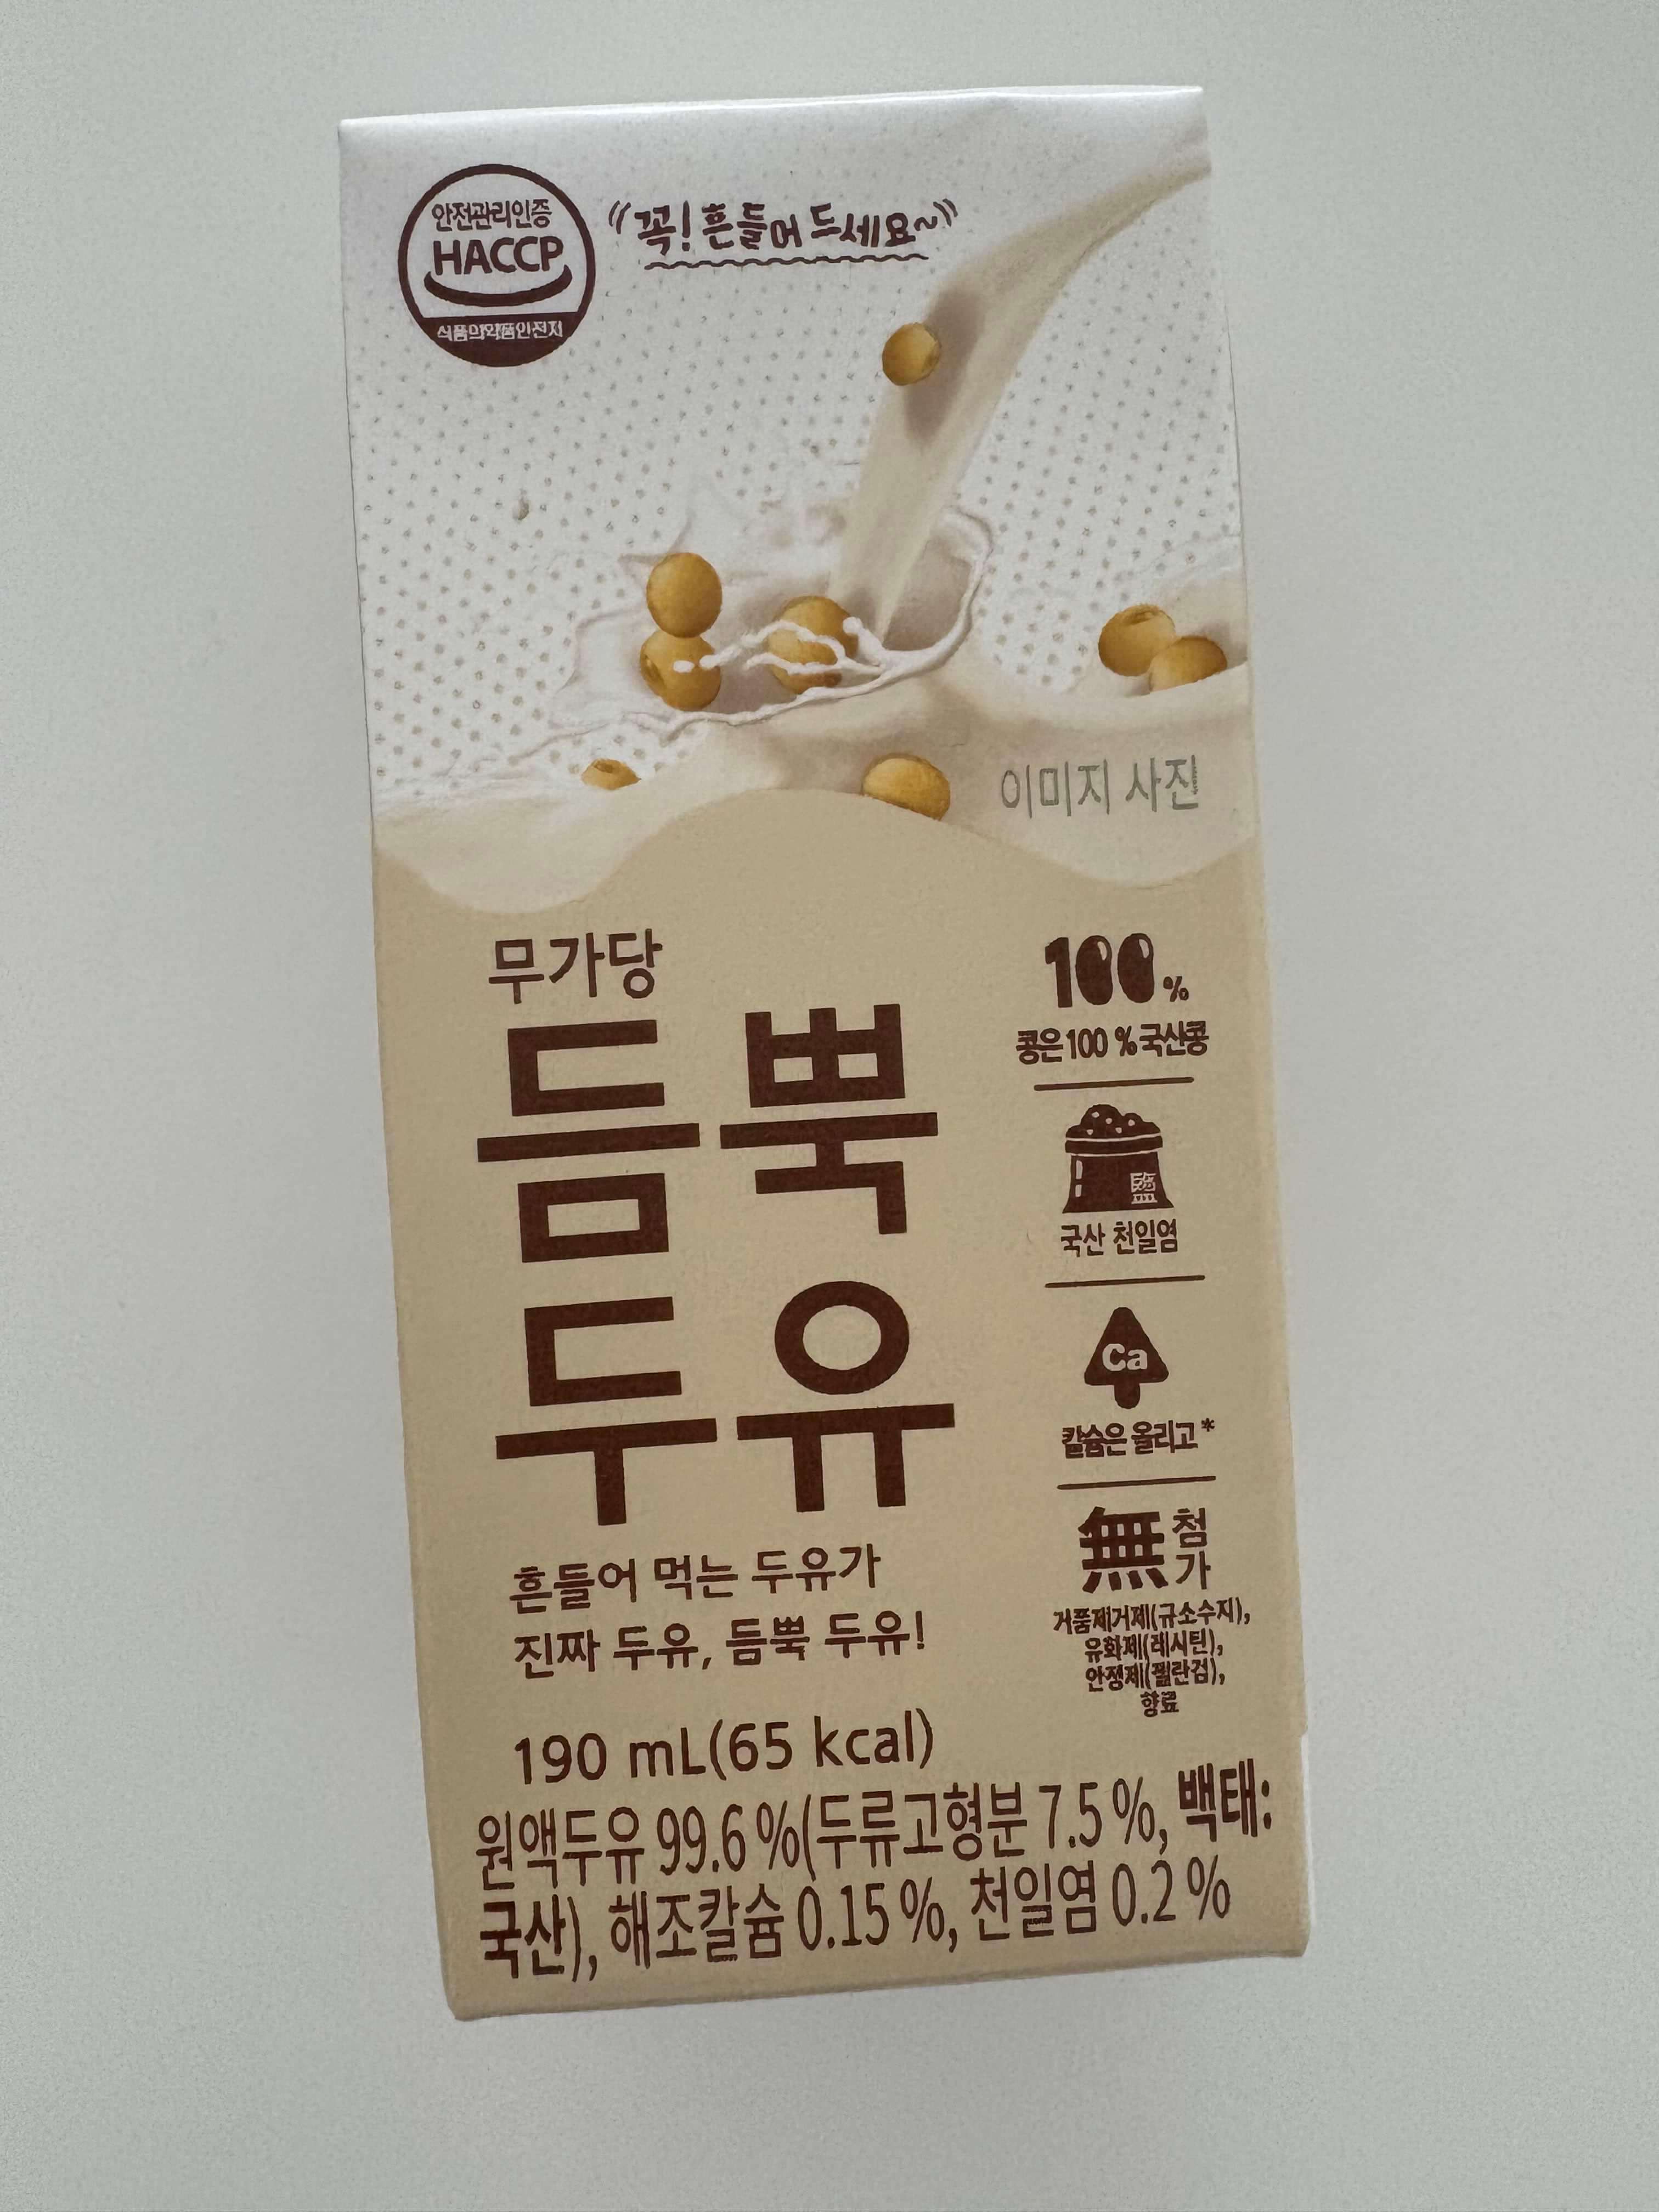 안전관리인증
HACCP
식품의약품안전처
꼭! 흔들어 드세요~
이미지 사진
무가당
듬뿍
두유
흔들어 먹는 두유가
진짜 두유, 듬뿍 두유!
100%
콩은 100 % 국산콩
鹽
국산 천일염
Ca
칼슘은 올리고*
無첨가
거품제거제(규소수지),
유화제(레시틴),
안정제(젤란검),
향료
190 mL(65 kcal)
원액두유 99.6 %(두류고형분 7.5 %, 백태:
국산), 해조칼슘 0.15 %, 천일염 0.2 %